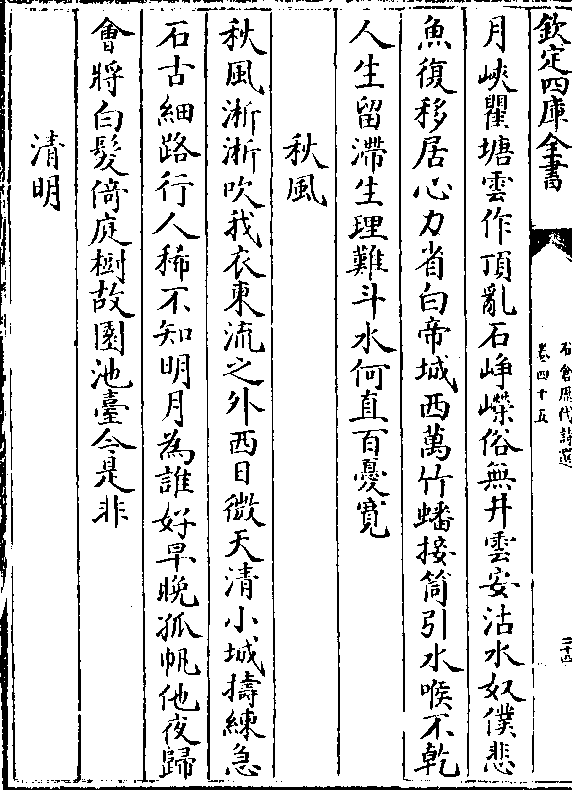 欽定四庫全書
石倉歷代詩選
卷四十五
二十四
月峽瞿塘雲作頂亂石崢嶸俗無井雲安沽水奴僕悲
魚復移居心力省白帝城西萬竹蟠接筒引水喉不乾
人生留滯生理難斗水何直百憂寛
秋風
秋風淅淅吹我衣東流之外西日微天清小城擣練急
石古細路行人稀不知明月為誰好早晚孤帆他夜歸
會將白髮倚庭樹故園池臺今是非
清明